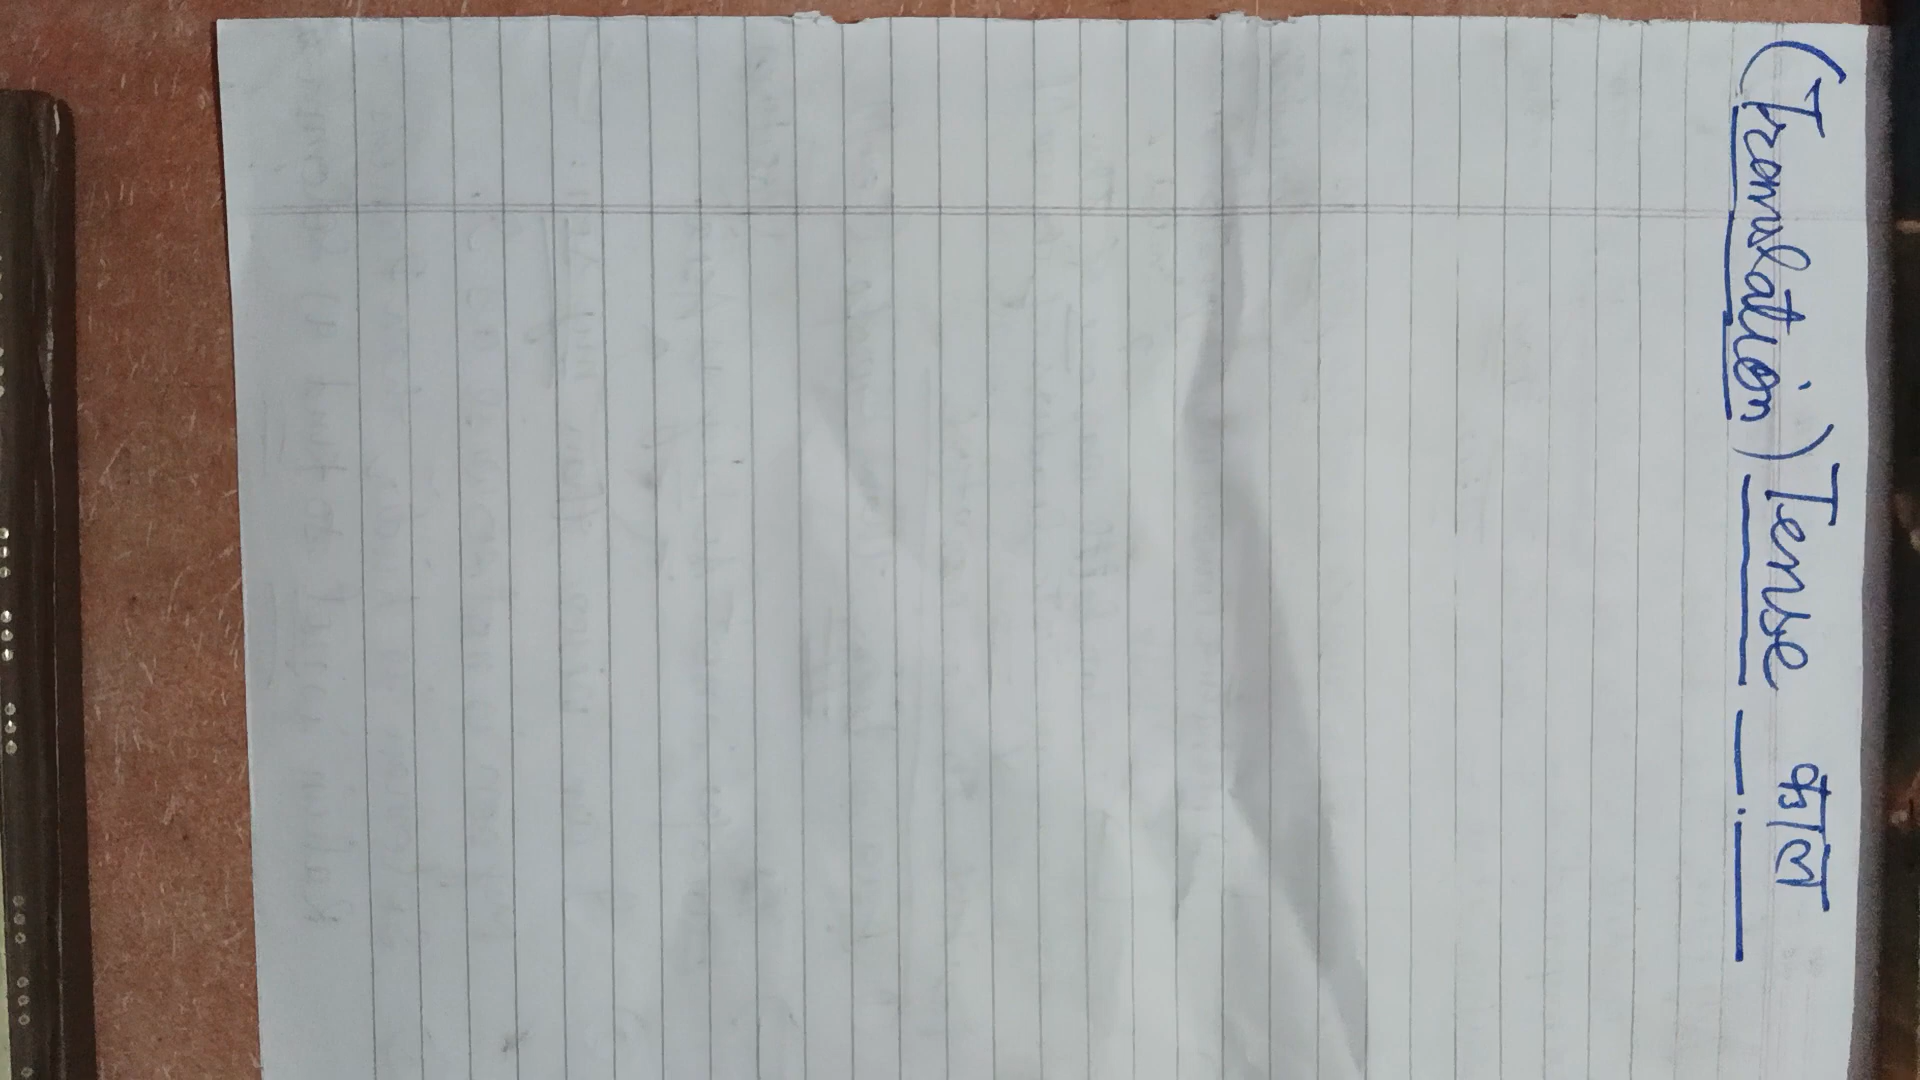 (Translation) Tense काल